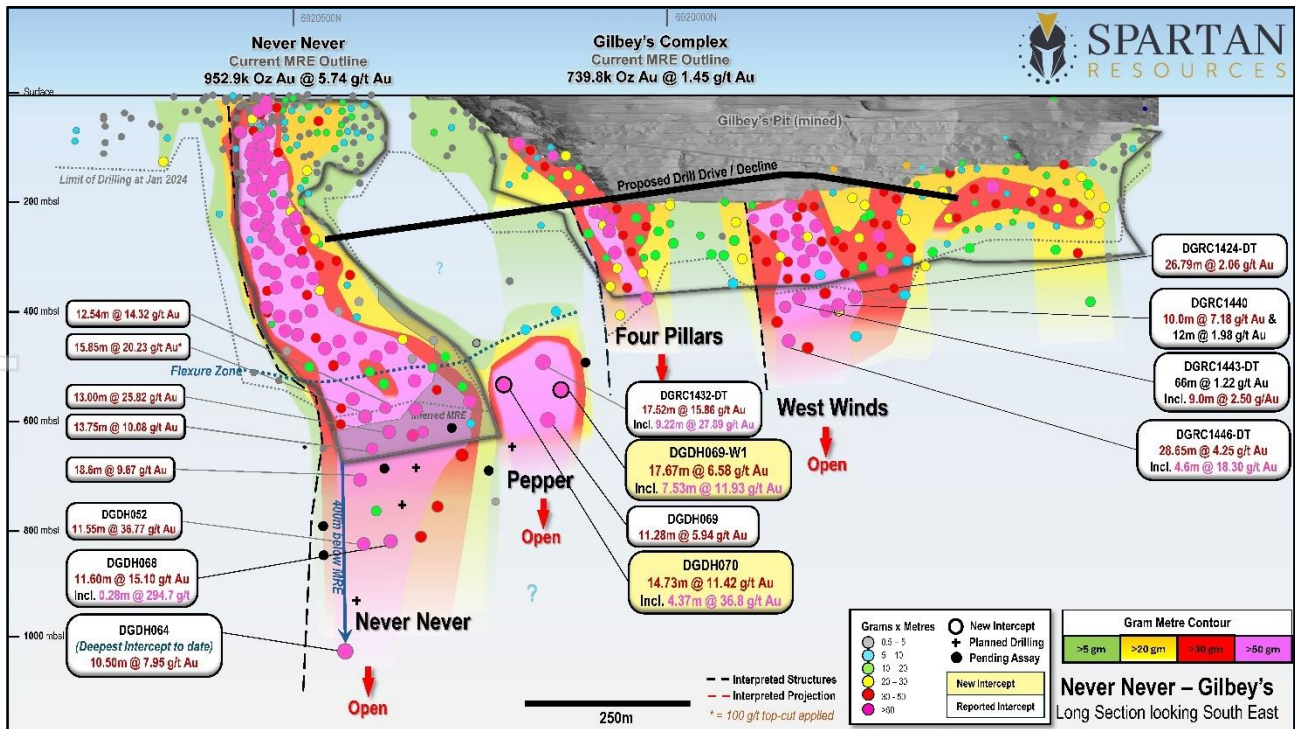 6920500N
6920000N
Never Never
Current MRE Outline
952.9k Oz Au @ 5.74 g/t Au
Gilbey's Complex
Current MRE Outline
739.8k Oz Au @ 1.45 g/t Au
SPARTAN
RESOURCES
Surface
Gilbey's Pit (mined)
Limit of Drilling at Jan 2024
Proposed Drill Drive / Decline
200 mbsl
?
400 mbsl
12.54m @ 14.32 g/t Au
15.85m @ 20.23 g/t Au*
Flexure Zone
13.00m @ 25.82 g/t Au
13.75m @ 10.08 g/t Au
600 mbsl
Inferred MRE
18.6m @ 9.67 g/t Au
DGDH052
11.55m @ 36.77 g/t Au
800 mbsl
DGDH068
11.60m @ 15.10 g/t Au
Incl. 0.28m @ 294.7 g/t
1000 mbsl
DGDH064
(Deepest Intercept to date)
10.50m @ 7.95 g/t Au
400m below MRE
Never Never
Open
Pepper
Open
?
Four Pillars
DGRC1432-DT
17.62m @ 15.86 g/t Au
Incl. 9.22m @ 27.89 g/t Au
DGDH069-W1
17.67m @ 6.58 g/t Au
Incl. 7.53m @ 11.93 g/t Au
DGDH069
11.28m @ 5.94 g/t Au
DGDH070
14.73m @ 11.42 g/t Au
Incl. 4.37m @ 36.8 g/t Au
West Winds
Open
DGRC1424-DT
26.79m @ 2.06 g/t Au
DGRC1440
10.0m @ 7.18 g/t Au &
12m @ 1.98 g/t Au
DGRC1443-DT
66m @ 1.22 g/t Au
Incl. 9.0m @ 2.50 g/Au
DGRC1446-DT
28.65m @ 4.25 g/t Au
Incl. 4.6m @ 18.30 g/t Au
Interpreted Structures
Interpreted Projection
* = 100 g/t top-cut applied
250m
Grams x Metres
0.5 – 5
5 - 10
10 - 20
20 – 30
30 - 50
>50
New Intercept
Planned Drilling
Pending Assay
New Intercept
Reported Intercept
Gram Metre Contour
>5 gm
>20 gm
>30 gm
>50 gm
Never Never – Gilbey's
Long Section looking South East